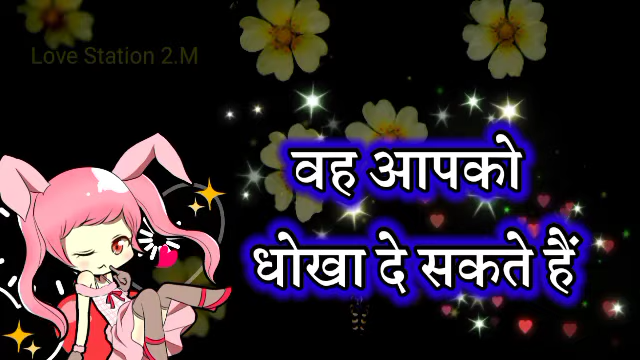 Love Station 2.M
वह आपको
धोखा दे सकते हैं